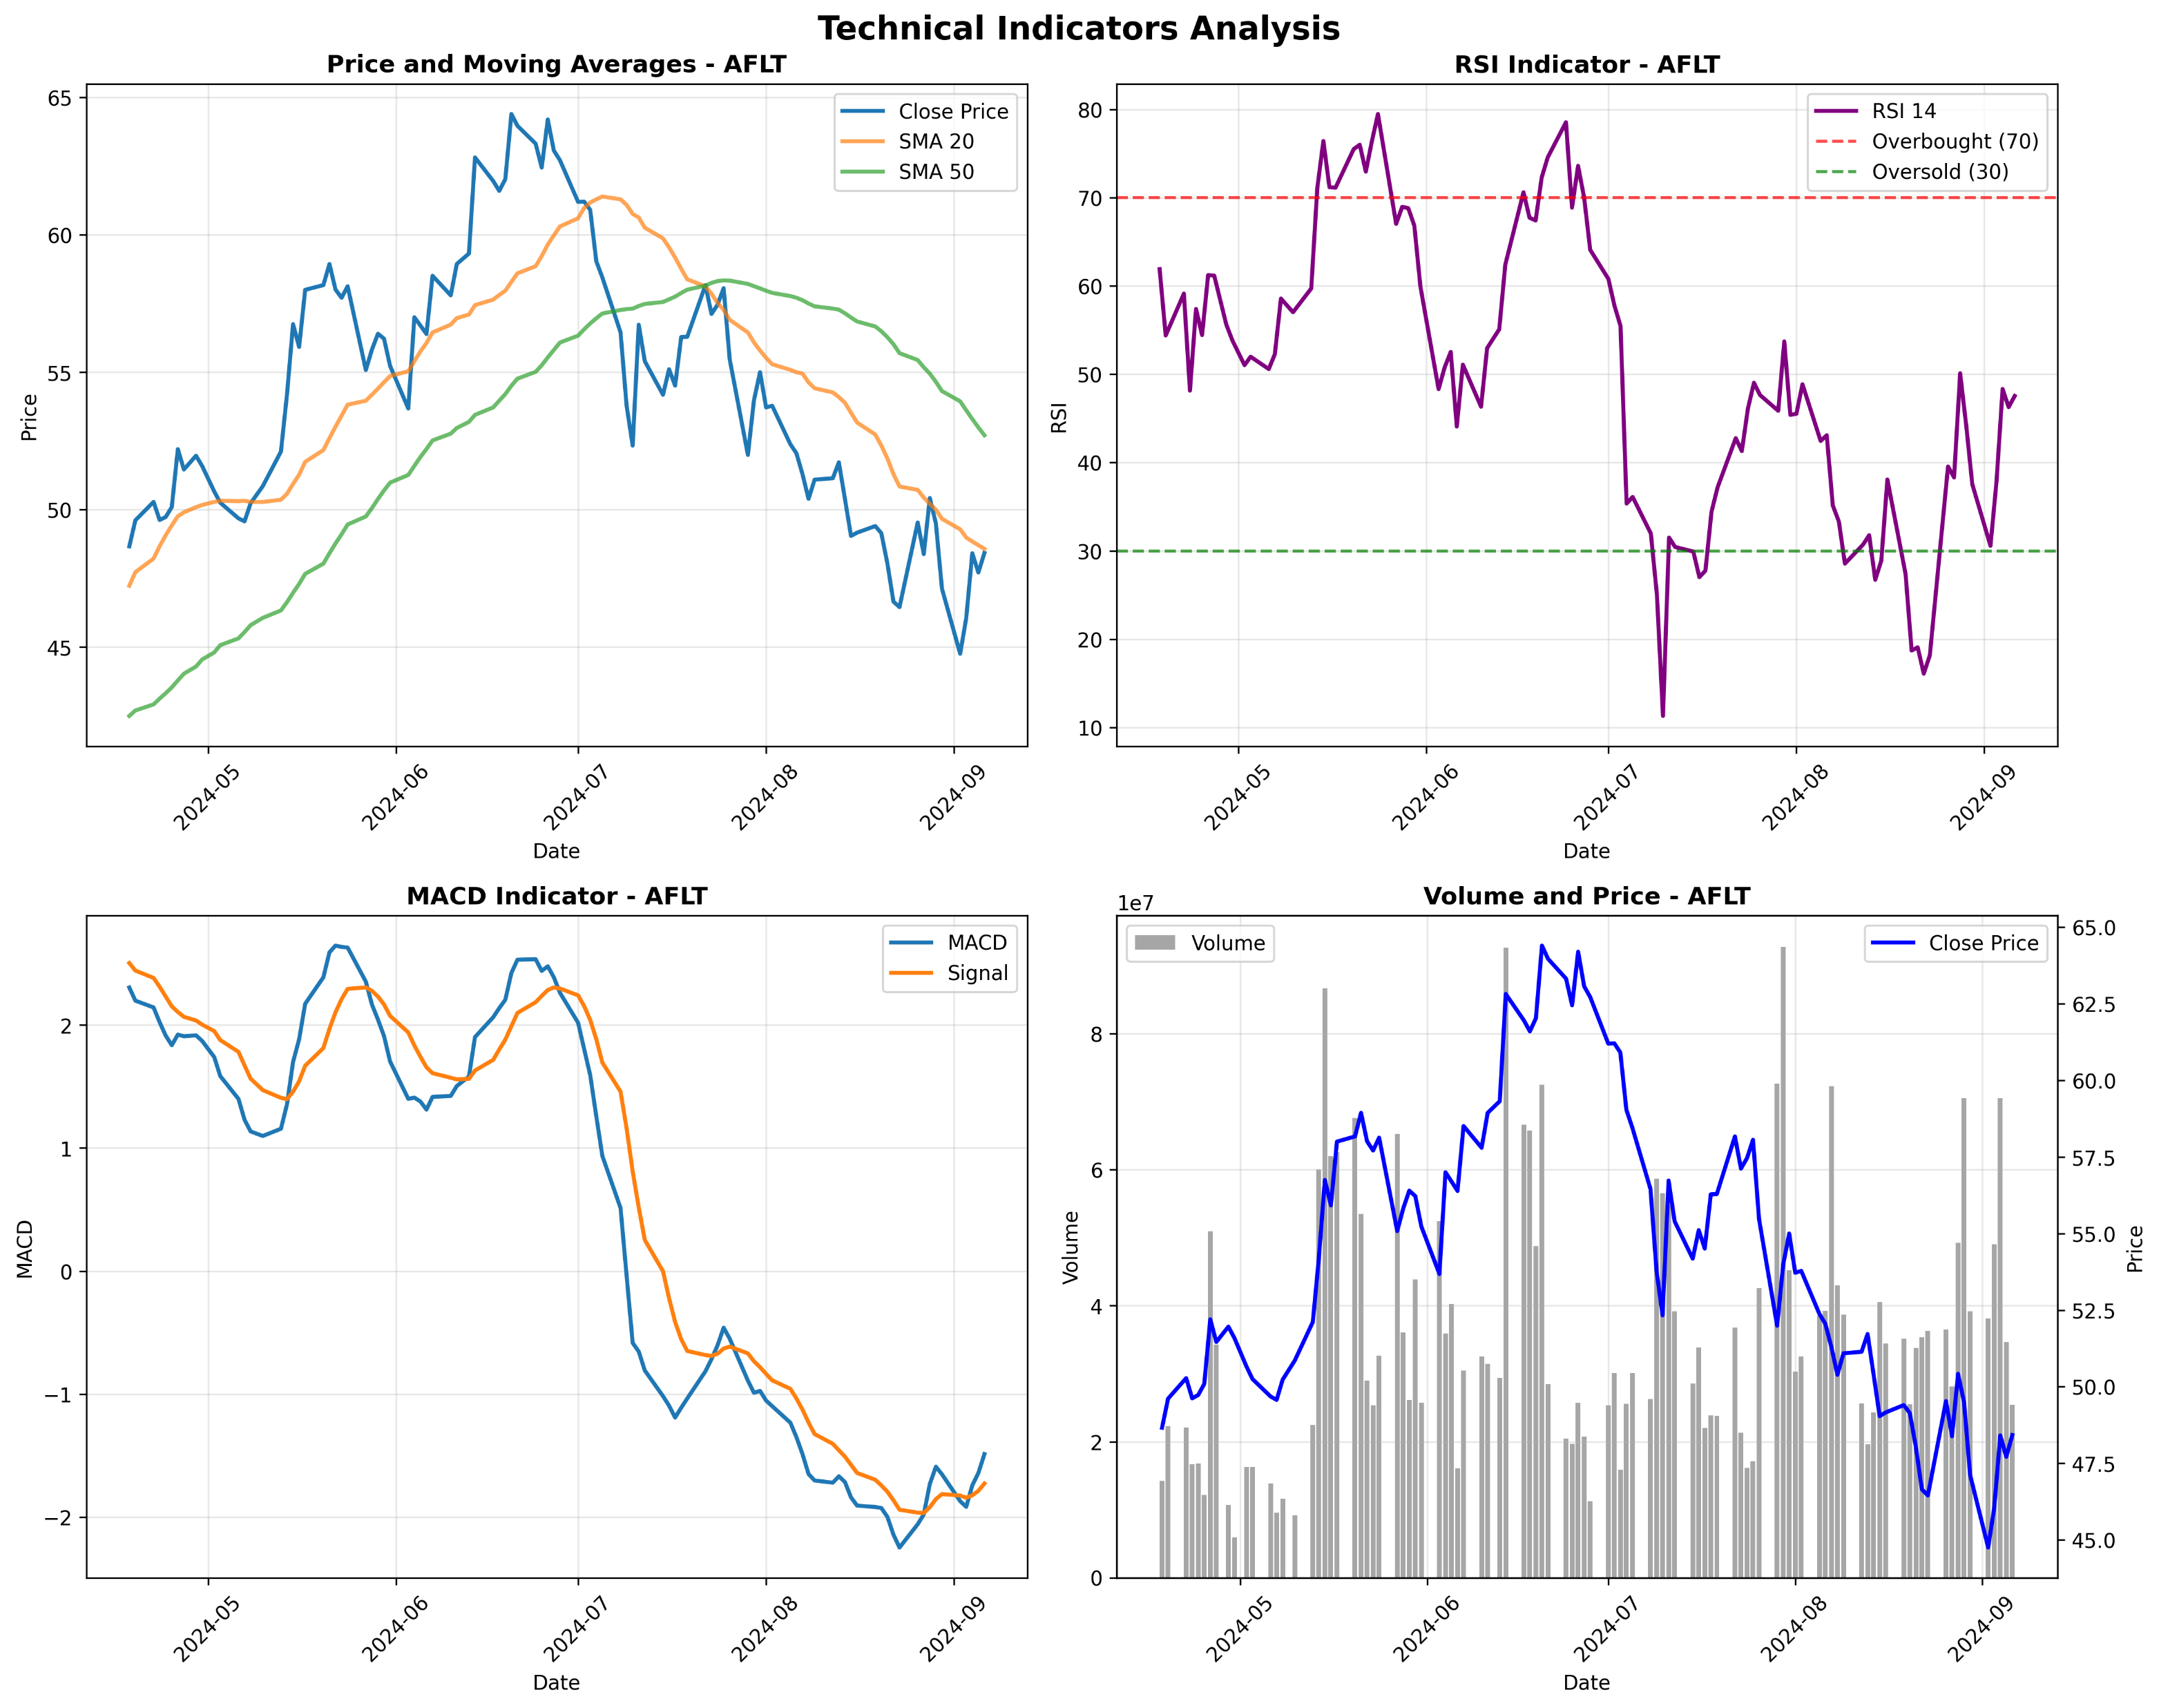 Technical Indicators Analysis
Price and Moving Averages - AFLT
65
60
55
50
45
Price
Close Price
SMA 20
SMA 50
2024-05
2024-06
2024-07
2024-08
2024-09
Date
RSI Indicator - AFLT
80
70
60
50
40
30
20
10
RSI
RSI 14
Overbought (70)
Oversold (30)
2024-05
2024-06
2024-07
2024-08
2024-09
Date
MACD Indicator - AFLT
2
1
0
−1
−2
MACD
MACD
Signal
2024-05
2024-06
2024-07
2024-08
2024-09
Date
Volume and Price - AFLT
1e7
8
6
4
2
0
Volume
Volume
Close Price
65.0
62.5
60.0
57.5
55.0
52.5
50.0
47.5
45.0
Price
2024-05
2024-06
2024-07
2024-08
2024-09
Date